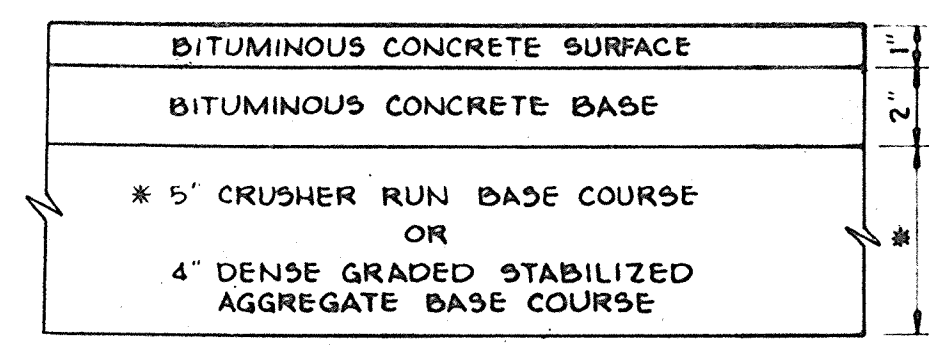 BITUMINOUS CONCRETE SURFACE
1"
BITUMINOUS CONCRETE BASE
2"
* 5" CRUSHER RUN BASE COURSE
OR
*
4" DENSE GRADED STABILIZED
AGGREGATE BASE COURSE